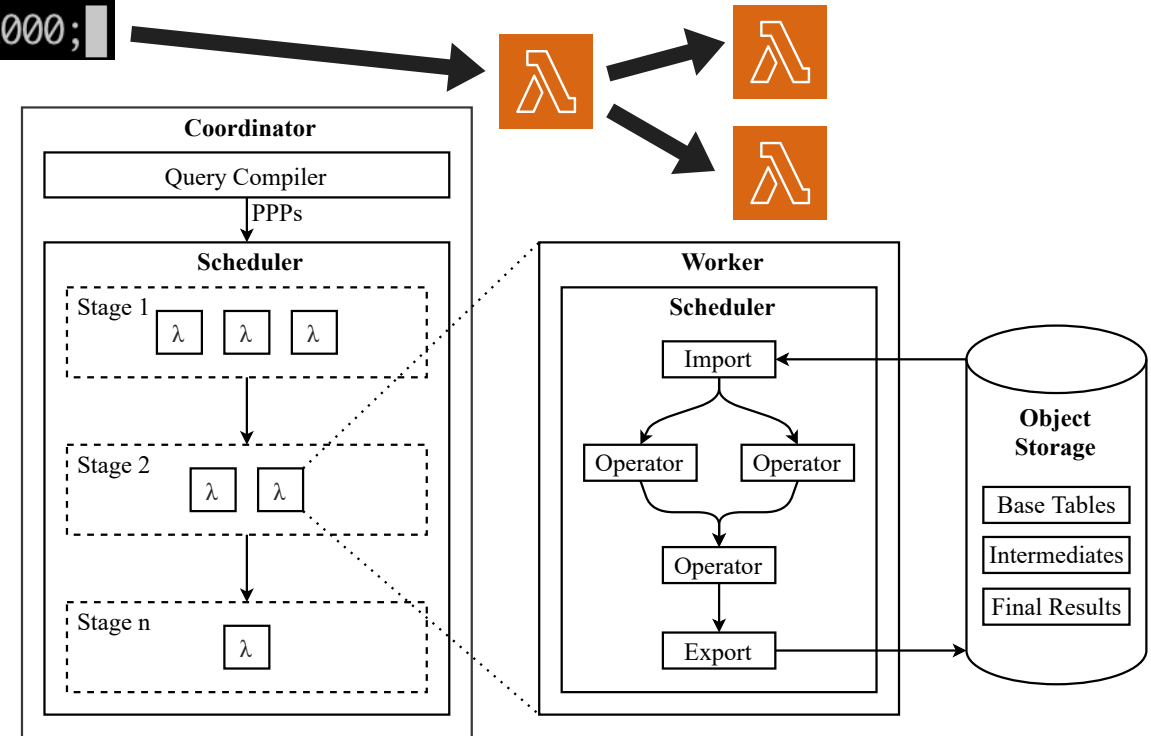 000;
Coordinator
Query Compiler
PPPs
Scheduler
Stage 1
λ λ λ
Stage 2
λ λ
Stage n
λ
Worker
Scheduler
Import
Operator Operator
Operator
Export
Object
Storage
Base Tables
Intermediates
Final Results